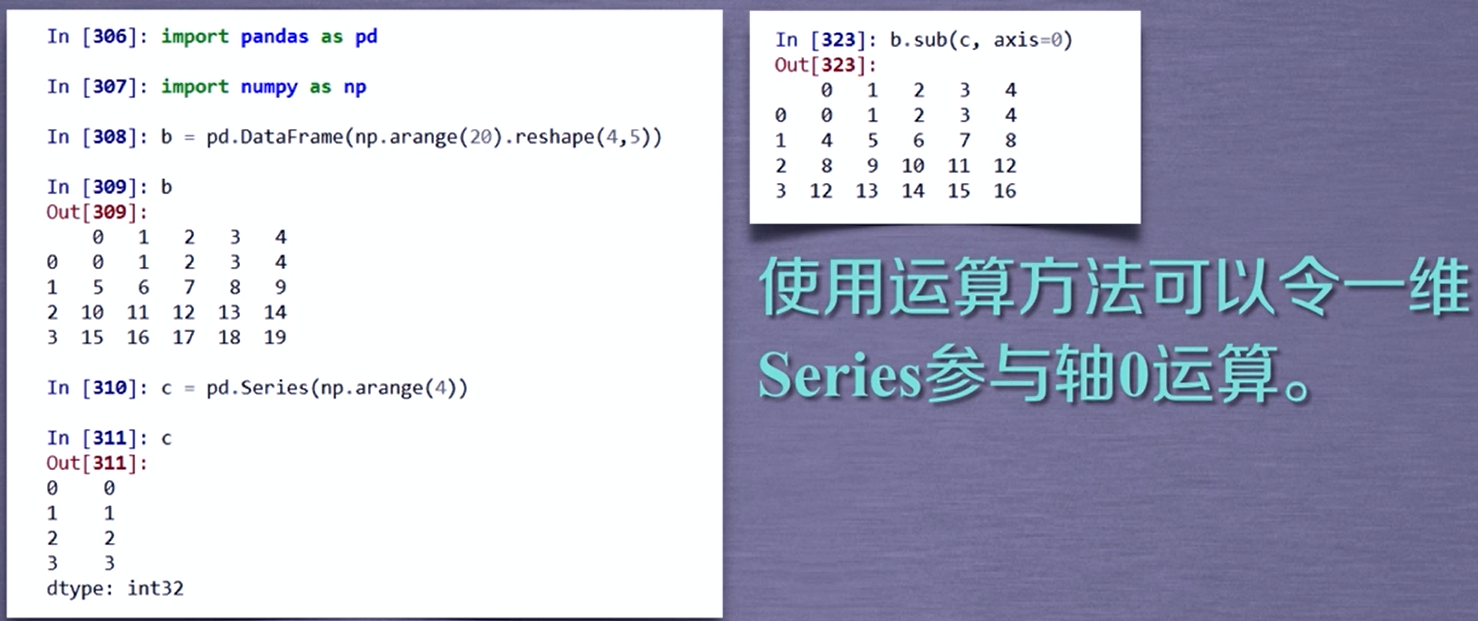 In [306]: import pandas as pd
In [307]: import numpy as np
In [308]: b = pd.DataFrame(np.arange(20).reshape(4,5))
In [309]: b
Out[309]:
    0   1   2   3   4
0   0   1   2   3   4
1   5   6   7   8   9
2  10  11  12  13  14
3  15  16  17  18  19
In [310]: c = pd.Series(np.arange(4))
In [311]: c
Out[311]:
0    0
1    1
2    2
3    3
dtype: int32
In [323]: b.sub(c, axis=0)
Out[323]:
    0   1   2   3   4
0   0   1   2   3   4
1   4   5   6   7   8
2   8   9  10  11  12
3  12  13  14  15  16
使用运算方法可以令一维
Series参与轴0运算。